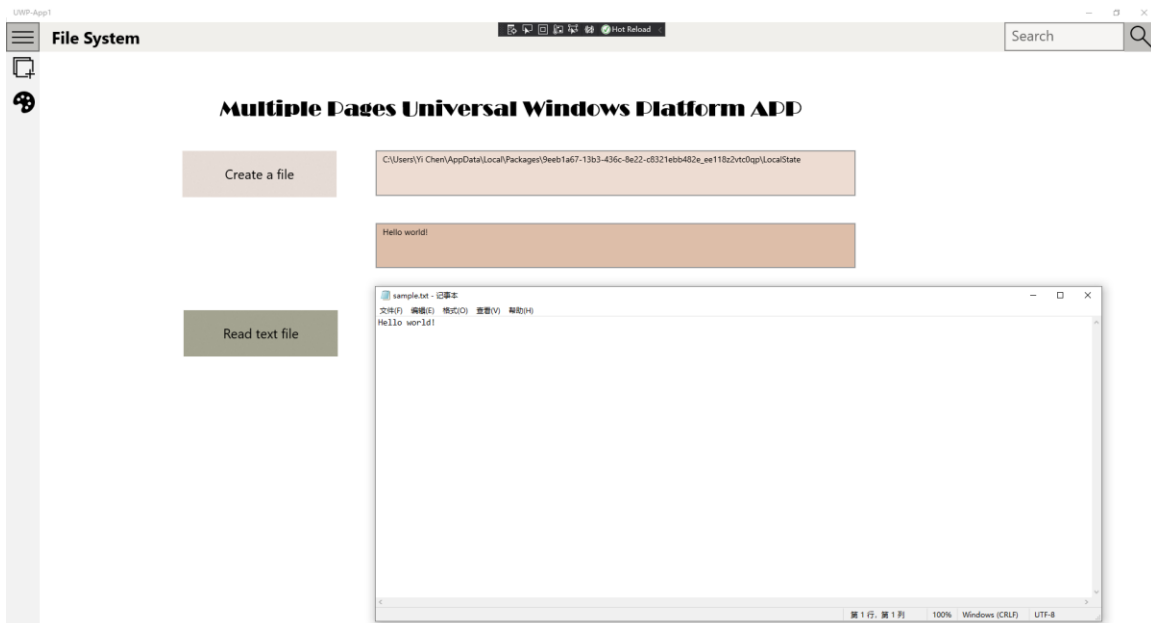 UWP-App1
Hot Reload
File System
Search
Multiple Pages Universal Windows Platform APP
Create a file
C:\Users\Yi Chen\AppData\Local\Packages\9eeb1a67-13b3-436c-8e22-c8321ebb482e_ee118z2vtc0qp\LocalState
Hello world!
sample.txt - 记事本
文件(F) 编辑(E) 格式(O) 查看(V) 帮助(H)
Hello world!
Read text file
第 1 行，第 1 列 100% Windows (CRLF) UTF-8